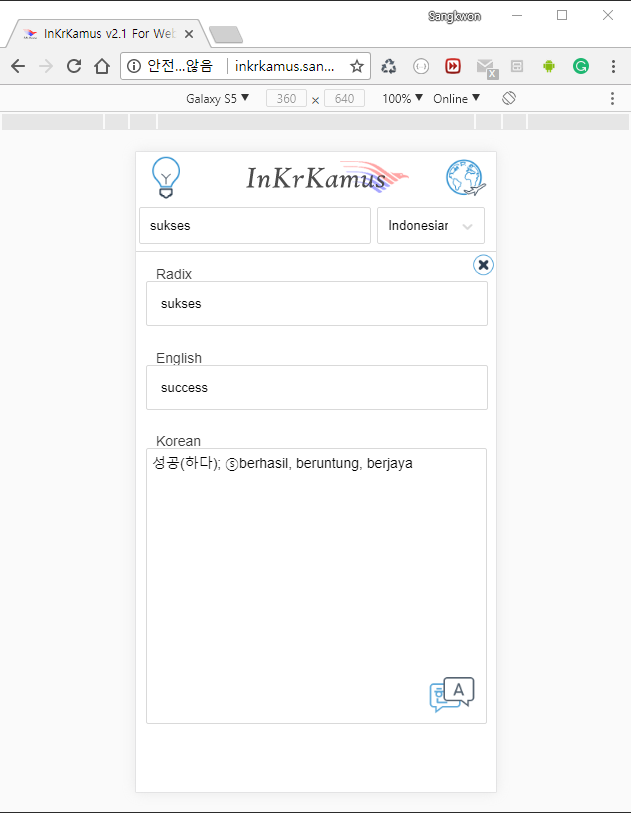 Sangkwon
InKrKamus v2.1 For Web
안전...않음 inkrkamus.san...
Galaxy S5 ▼ 360 × 640 100% ▼ Online ▼
InKrKamus
sukses Indonesian
Radix
sukses
English
success
Korean
성공(하다); ⓢberhasil, beruntung, berjaya
한 A